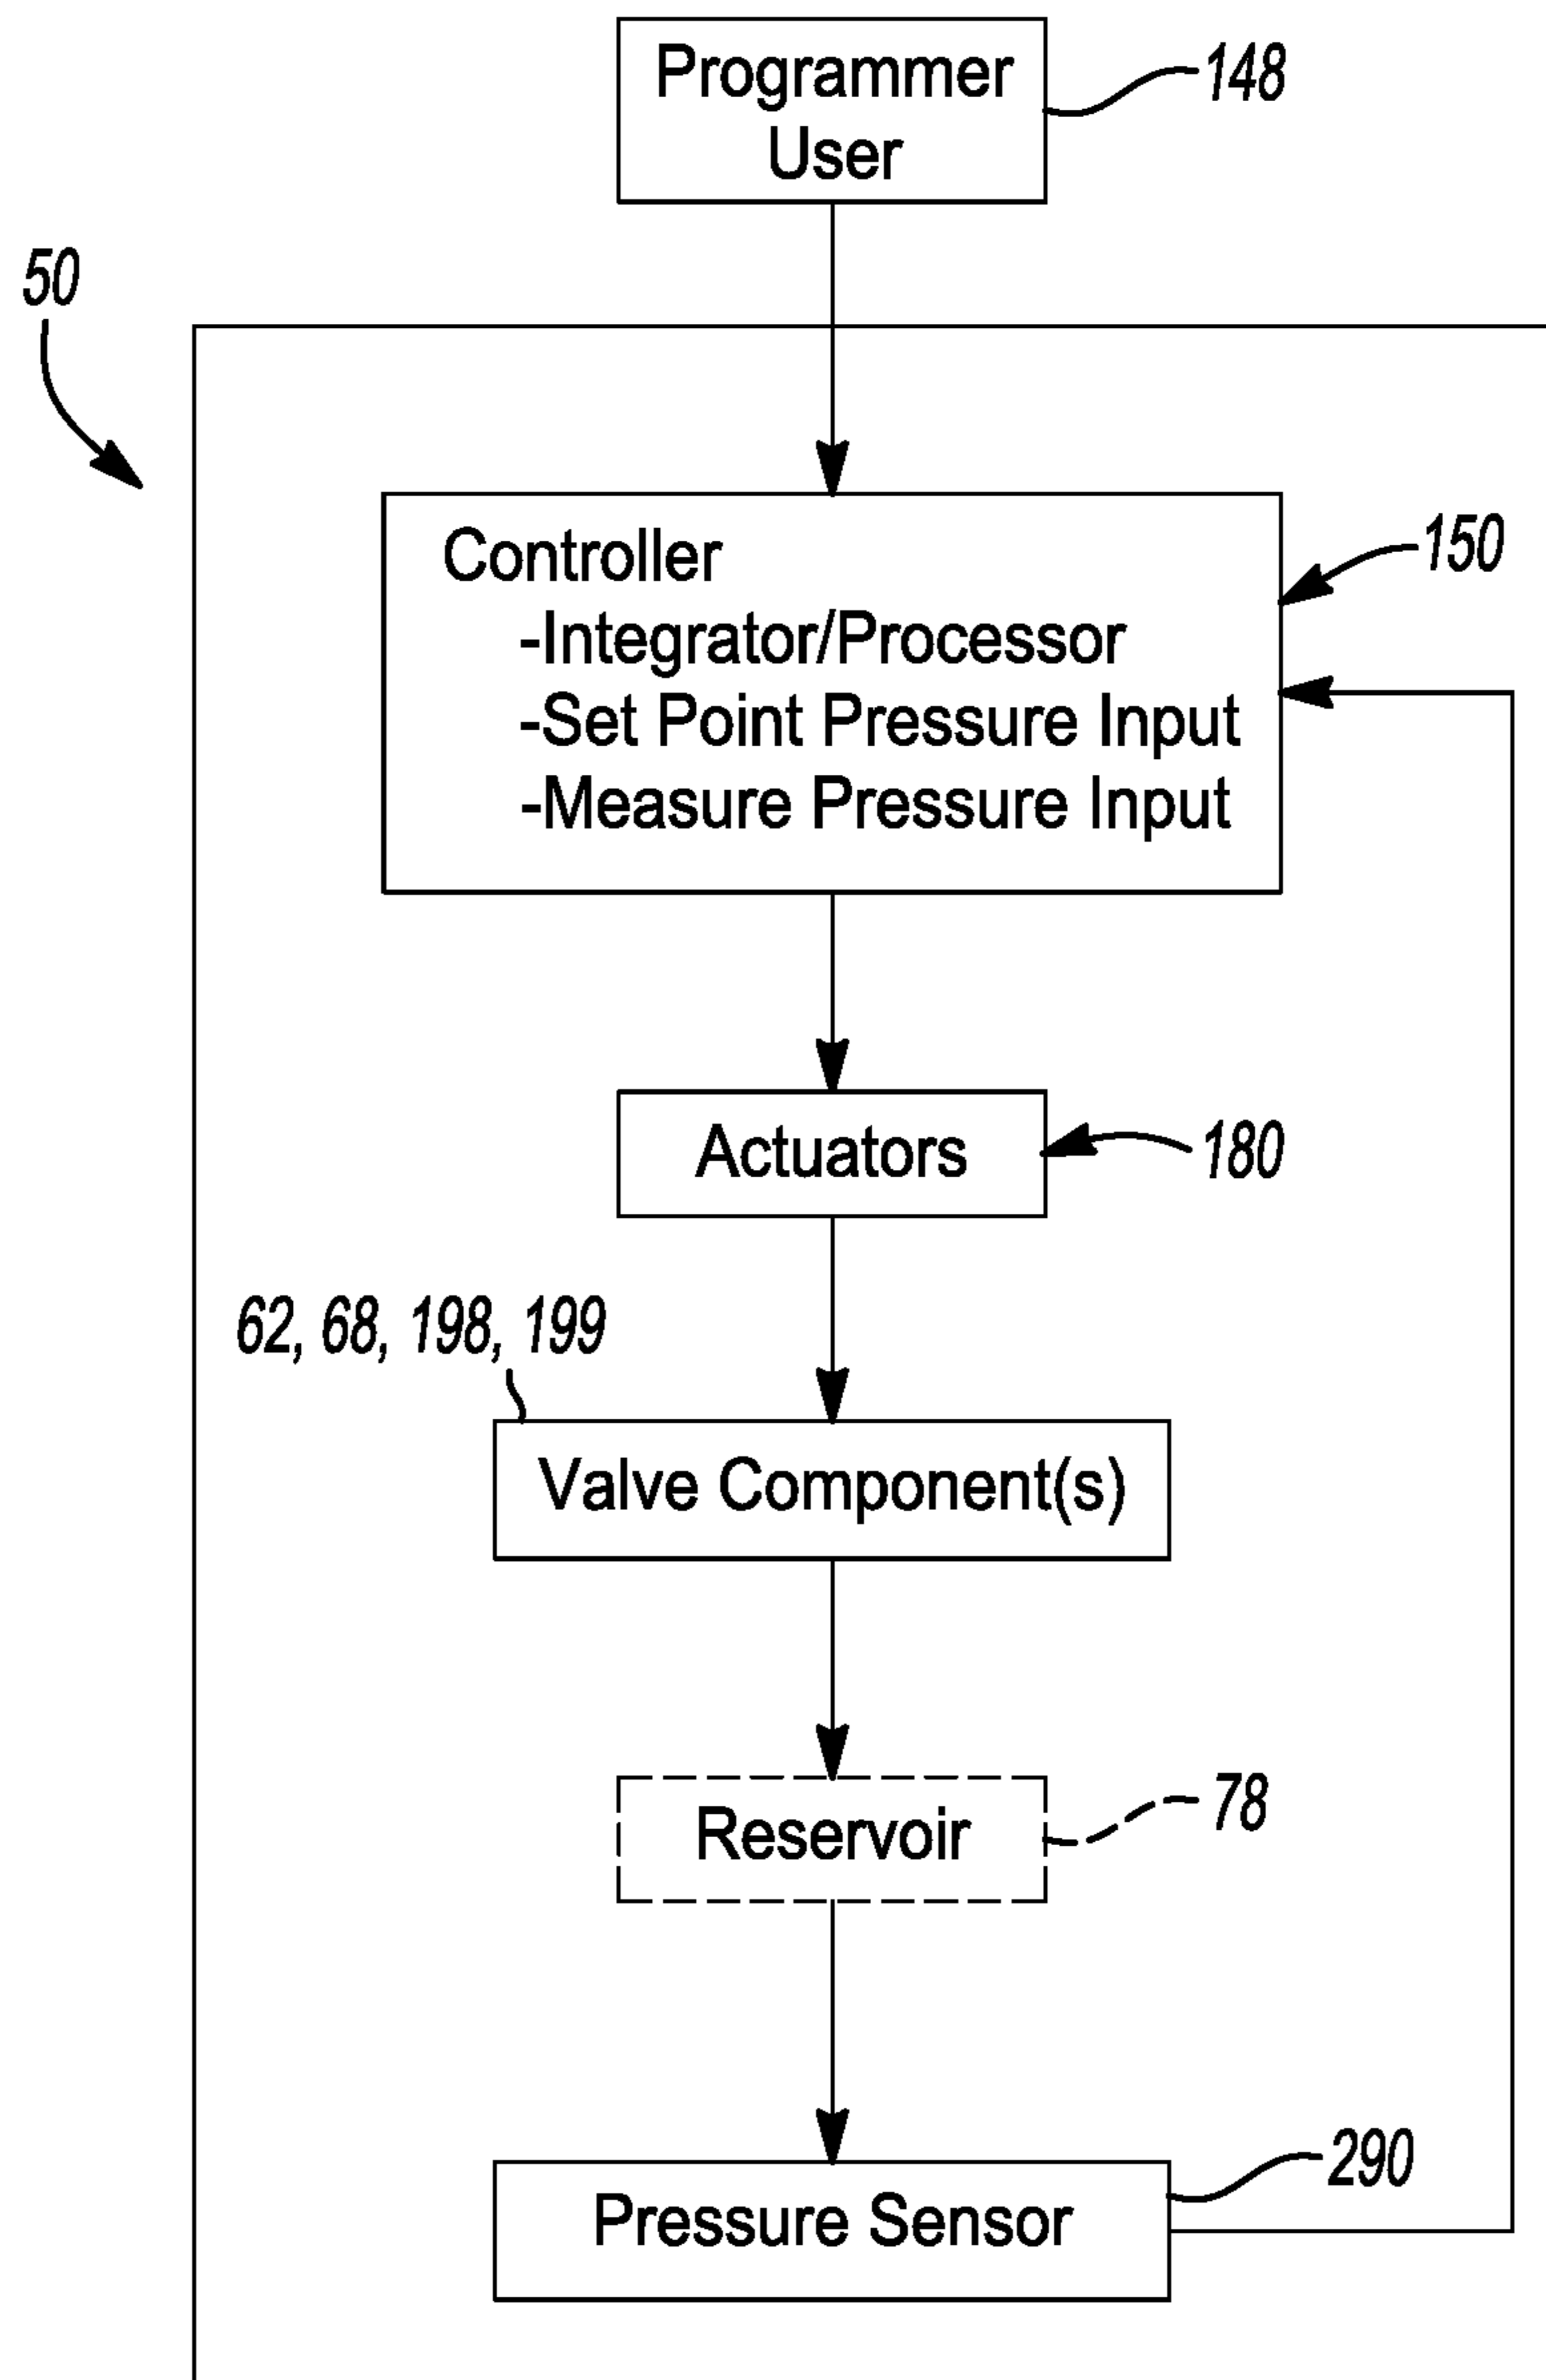 Programmer
User
148
50
Controller
-Integrator/Processor
-Set Point Pressure Input
-Measure Pressure Input
150
Actuators
180
62, 68, 198, 199
Valve Component(s)
Reservoir
78
290
Pressure Sensor